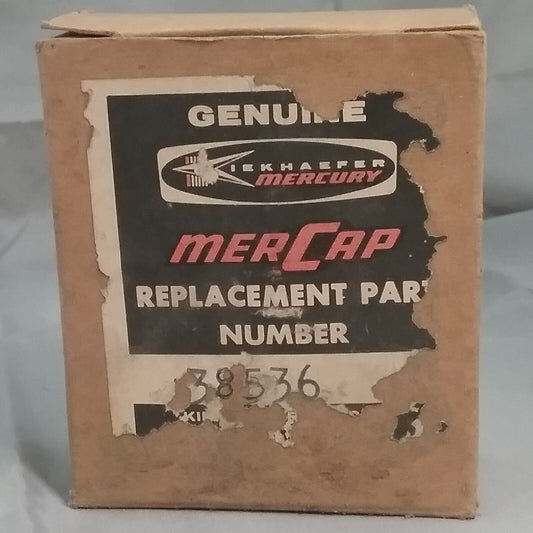 GENUINE
KIEKHAEFER
MERCURY
MERCAP
REPLACEMENT PART
NUMBER
38536